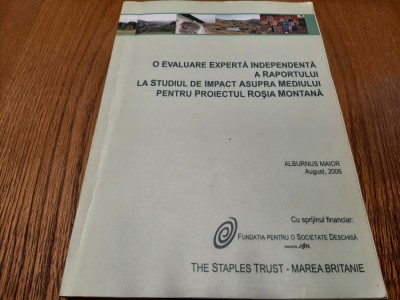 O EVALUARE EXPERTĂ INDEPENDENTĂ
A RAPORTULUI
LA STUDIUL DE IMPACT ASUPRA MEDIULUI
PENTRU PROIECTUL ROȘIA MONTANĂ
ALBURNUS MAIOR
August, 2006
Cu sprijinul financiar:
FUNDAȚIA PENTRU O SOCIETATE DESCHISĂ
THE STAPLES TRUST - MAREA BRITANIE